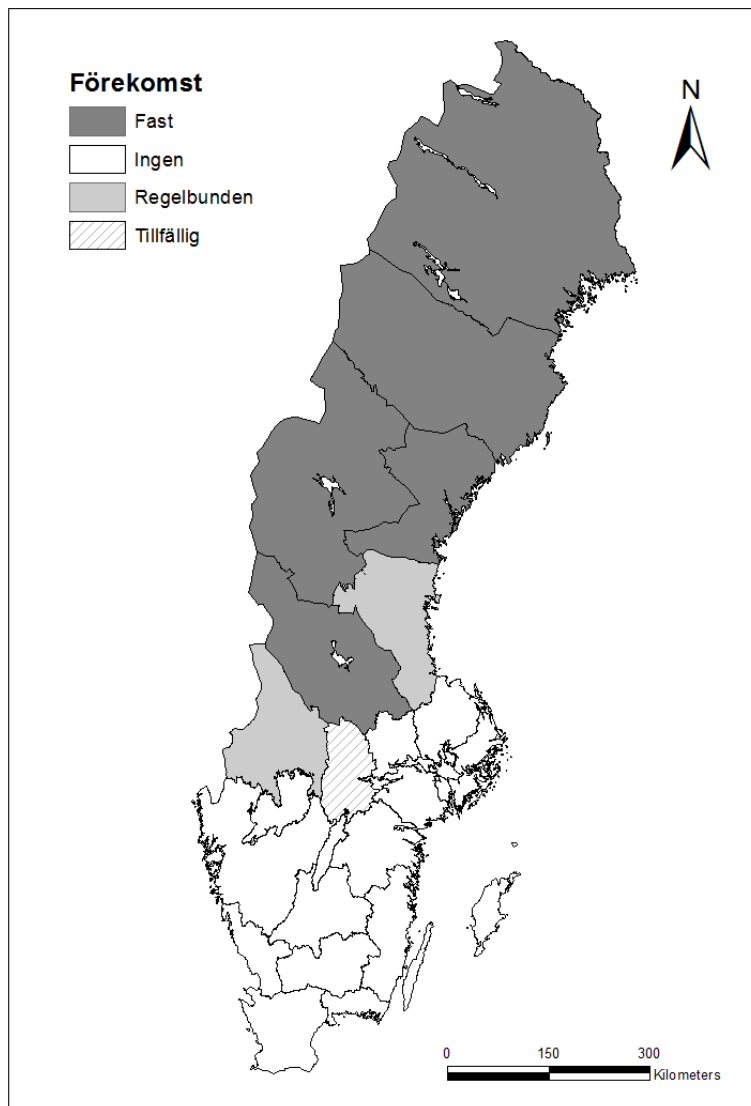 Förekomst
Fast
Ingen
Regelbunden
Tillfällig
N
0 150 300
Kilometers